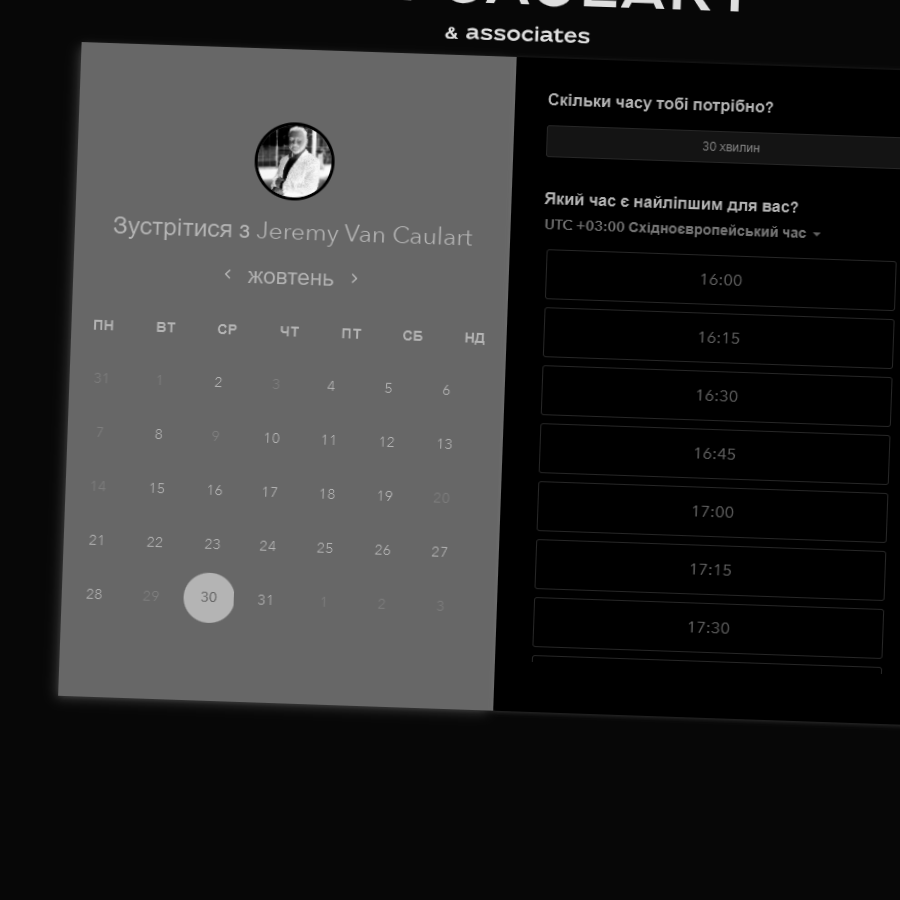 & associates
Скільки часу тобі потрібно?
30 хвилин
Зустрітися з Jeremy Van Caulart
жовтень
ПН ВТ СР ЧТ ПТ СБ НД
31 1 2 3 4 5 6
7 8 9 10 11 12 13
14 15 16 17 18 19 20
21 22 23 24 25 26 27
28 29 30 31 1 2 3
Який час є найліпшим для вас?
UTC +03:00 Східноєвропейський час
16:00
16:15
16:30
16:45
17:00
17:15
17:30